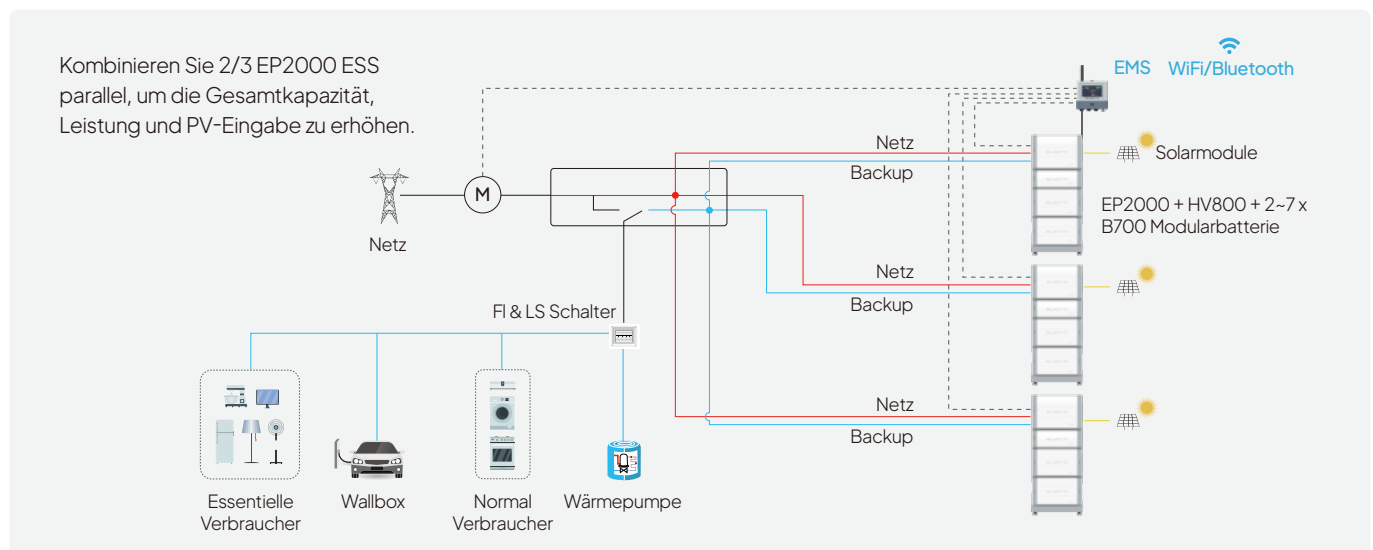 Kombinieren Sie 2/3 EP2000 ESS
parallel, um die Gesamtkapazität,
Leistung und PV-Eingabe zu erhöhen.
EMS
WiFi/Bluetooth
Netz
Backup
Solarmodule
M
Netz
EP2000 + HV800 + 2~7 x
B700 Modularbatterie
Netz
Backup
FI & LS Schalter
Netz
Backup
Essentielle
Verbraucher
Wallbox
Normal
Verbraucher
Wärmepumpe